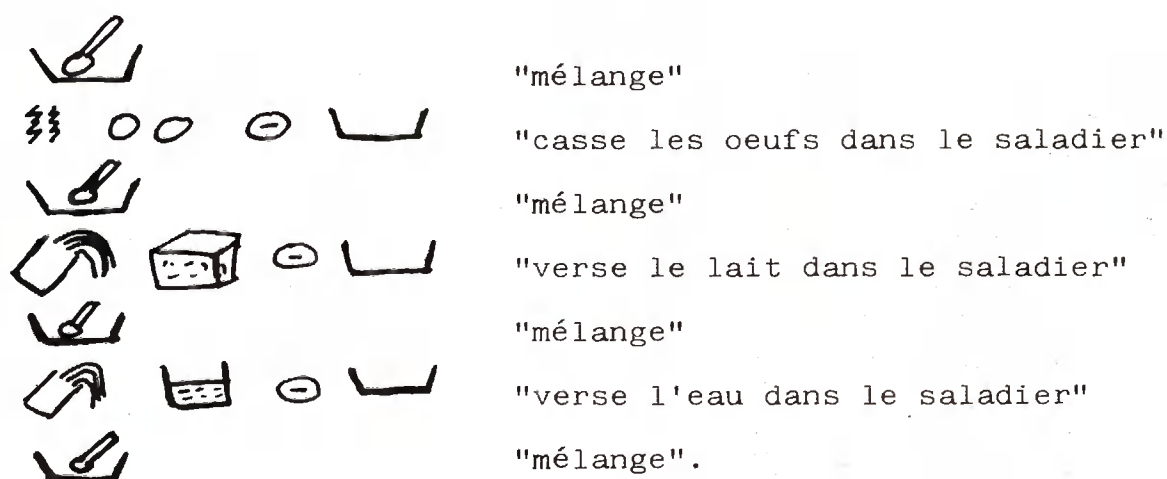 "mélange"
"casse les oeufs dans le saladier"
"mélange"
"verse le lait dans le saladier"
"mélange"
"verse l'eau dans le saladier"
"mélange".